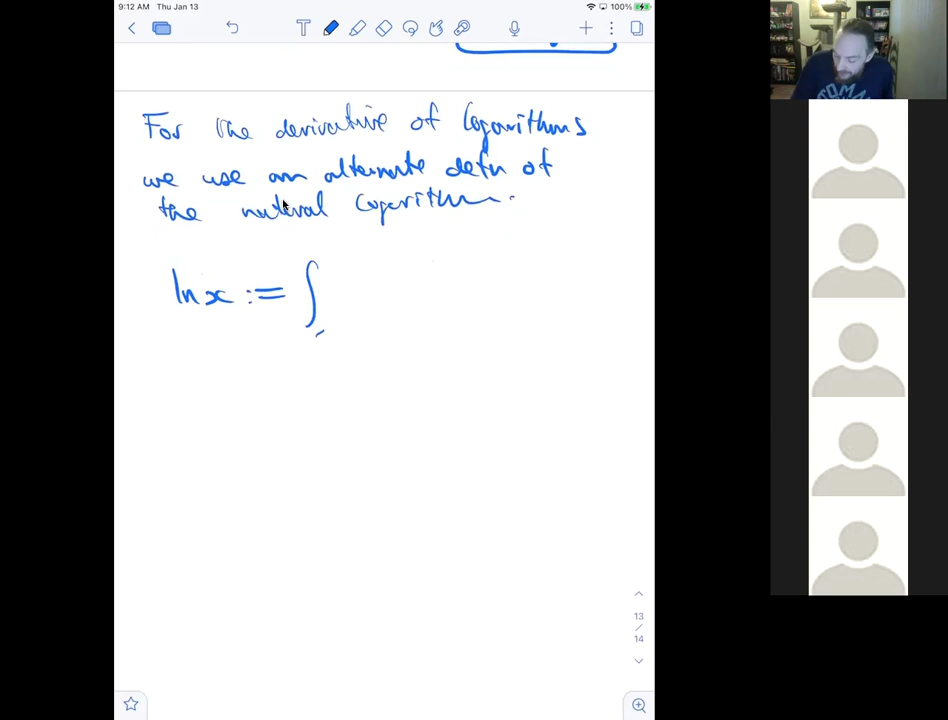 9:12 AM Thu Jan 13
100%
T
For the derivative of logarithms
we use an alternate defn of
the natural logarithm.
ln x := ∫
13
/
14